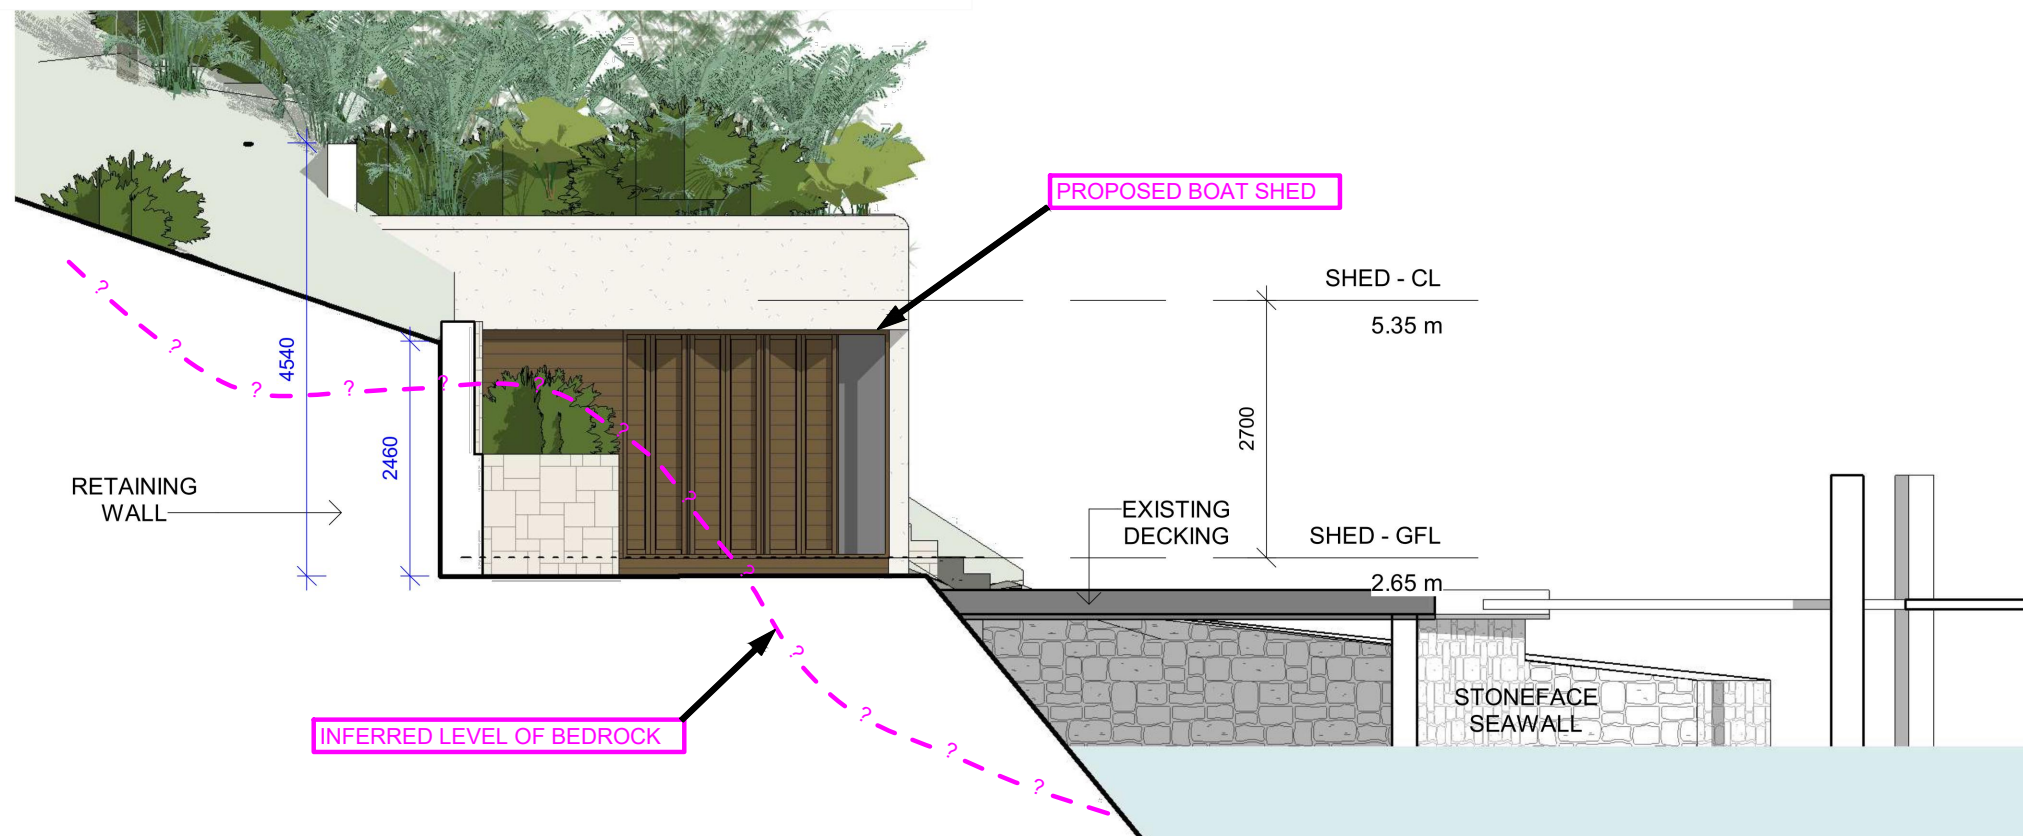 PROPOSED BOAT SHED
SHED - CL
5.35 m
?
?
?
?
?
?
?
?
?
?
?
?
?
4540
2460
2700
RETAINING
WALL
EXISTING
DECKING
SHED - GFL
2.65 m
INFERRED LEVEL OF BEDROCK
STONEFACE
SEAWALL